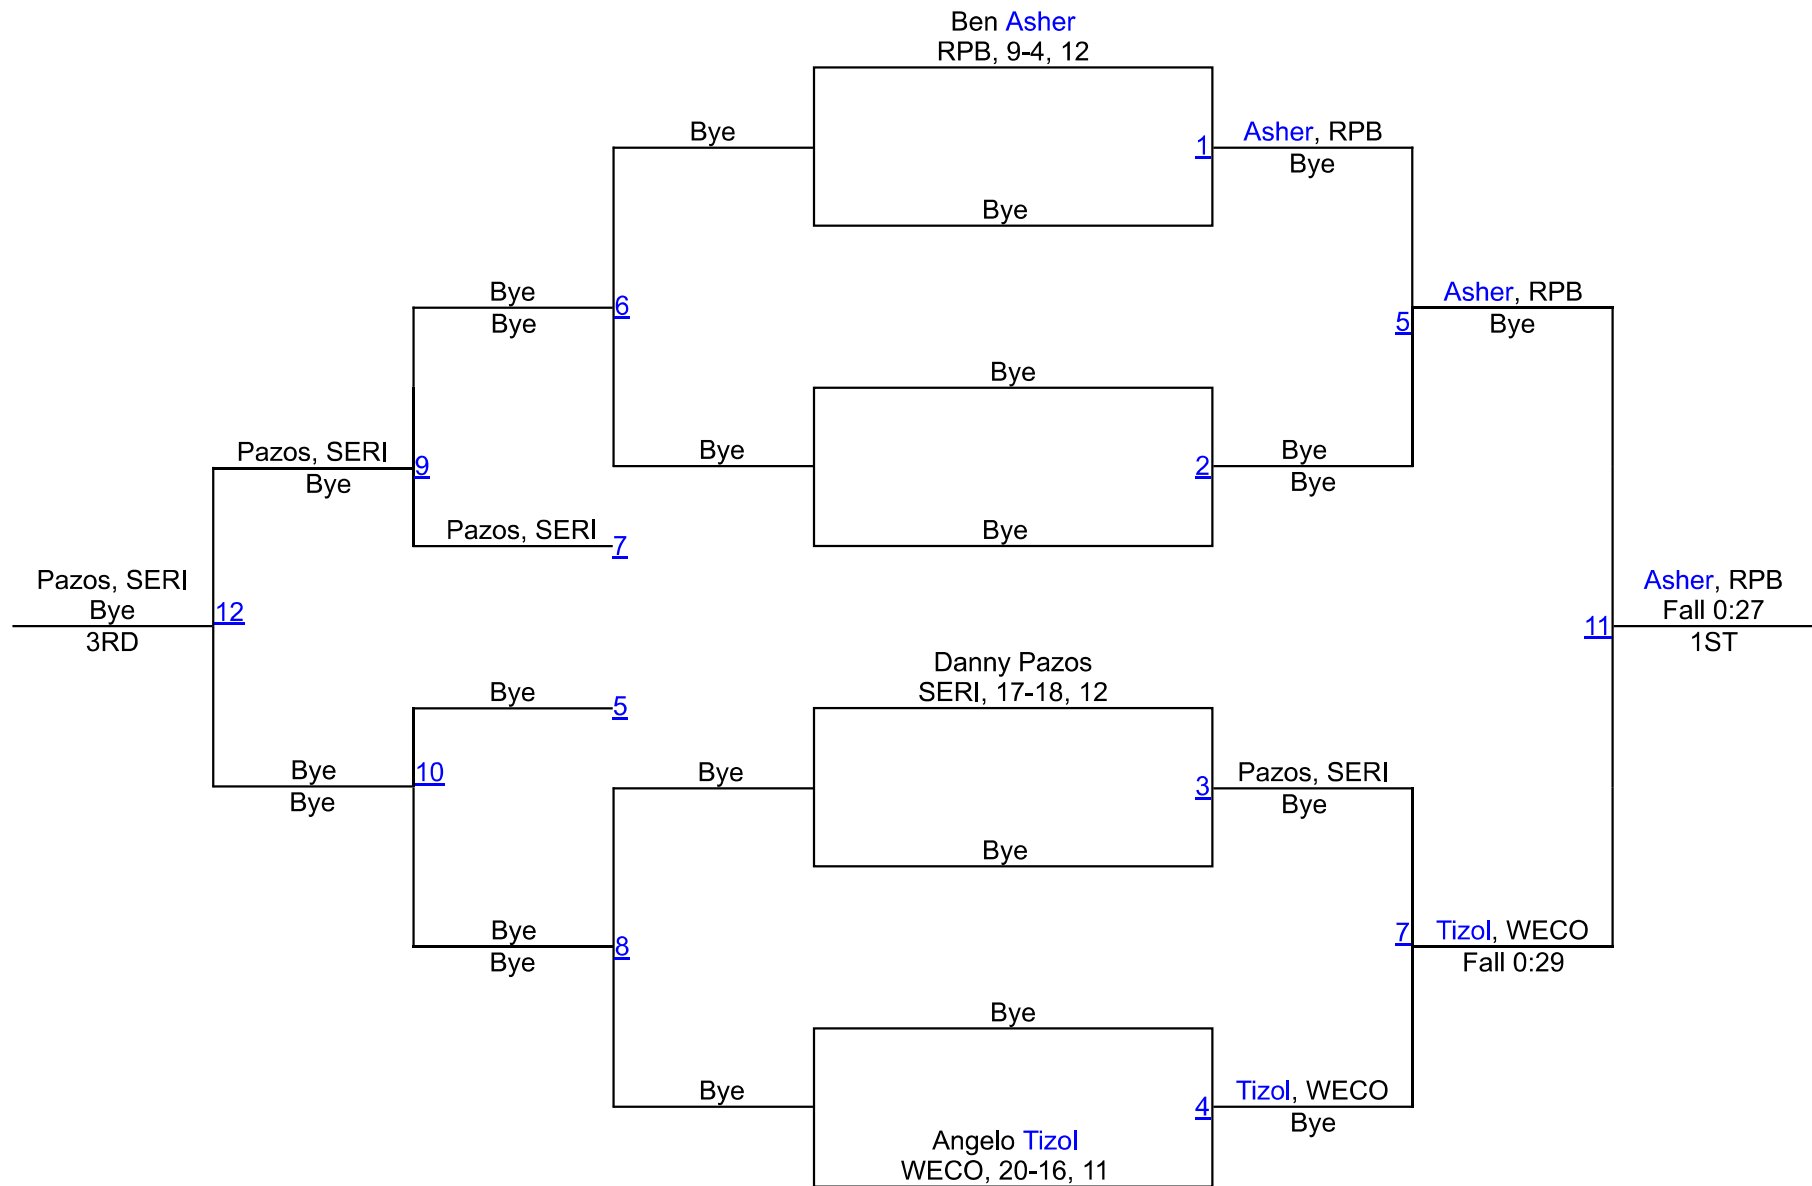 Ben Asher
RPB, 9-4, 12
Bye
1
Asher, RPB
Bye
Bye
Bye
Bye
6
Asher, RPB
5
Bye
Bye
Pazos, SERI
9
Bye
Bye
2
Bye
Bye
Pazos, SERI
7
Bye
Pazos, SERI
Bye
12
3RD
Asher, RPB
Fall 0:27
11
1ST
Danny Pazos
SERI, 17-18, 12
Bye
5
Bye
10
Bye
Bye
3
Pazos, SERI
Bye
Bye
Bye
8
Bye
7
Tizol, WECO
Fall 0:29
Bye
Bye
4
Tizol, WECO
Bye
Angelo Tizol
WECO, 20-16, 11